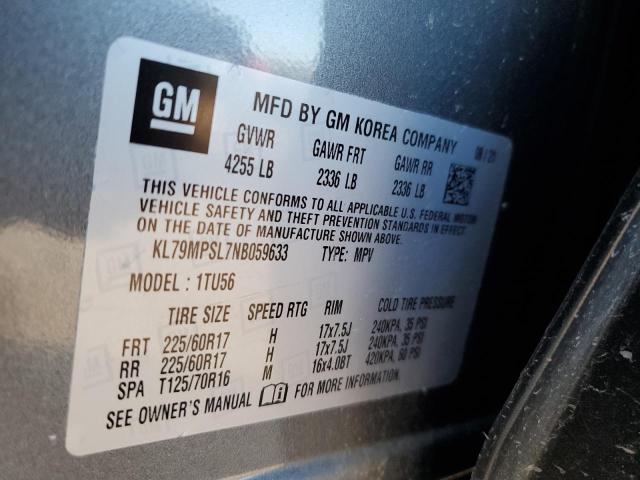 GM
MFD BY GM KOREA COMPANY 08 / 21
GVWR GAWR FRT GAWR RR
4255 LB 2336 LB 2336 LB
THIS VEHICLE CONFORMS TO ALL APPLICABLE U.S. FEDERAL MOTOR
VEHICLE SAFETY AND THEFT PREVENTION STANDARDS IN EFFECT
ON THE DATE OF MANUFACTURE SHOWN ABOVE.
KL79MPSL7NB059633 TYPE: MPV
MODEL : 1TU56
TIRE SIZE SPEED RTG RIM COLD TIRE PRESSURE
FRT 225/60R17 H 17x7.5J 240KPA, 35 PSI
RR 225/60R17 H 17x7.5J 240KPA, 35 PSI
SPA T125/70R16 M 16x4.0BT 420KPA, 60 PSI
SEE OWNER'S MANUAL FOR MORE INFORMATION.